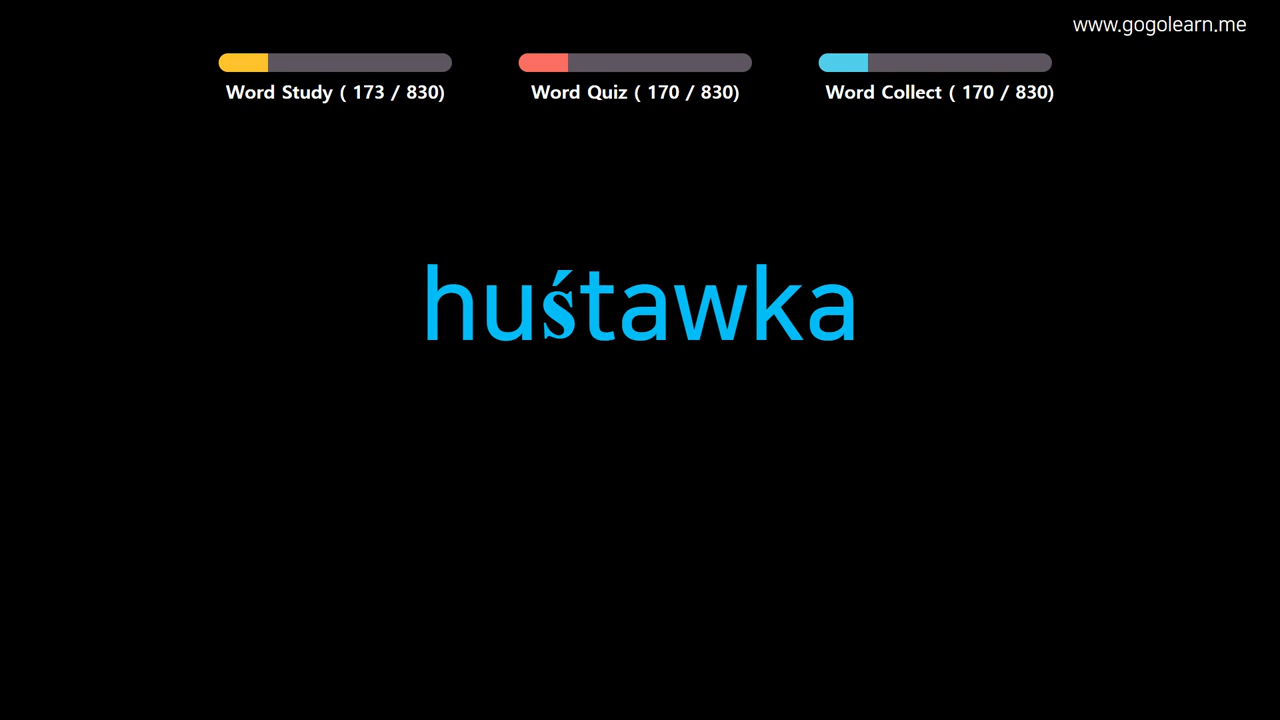 www.gogolearn.me
Word Study ( 173 / 830)
Word Quiz ( 170 / 830)
Word Collect ( 170 / 830)
huśtawka